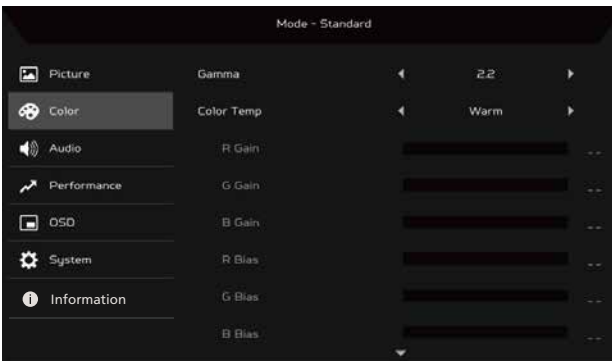 Mode - Standard
Picture
Gamma 2.2
Color
Color Temp Warm
Audio
R Gain --
Performance
G Gain --
OSD
B Gain --
System
R Bias --
Information
G Bias --
B Bias --